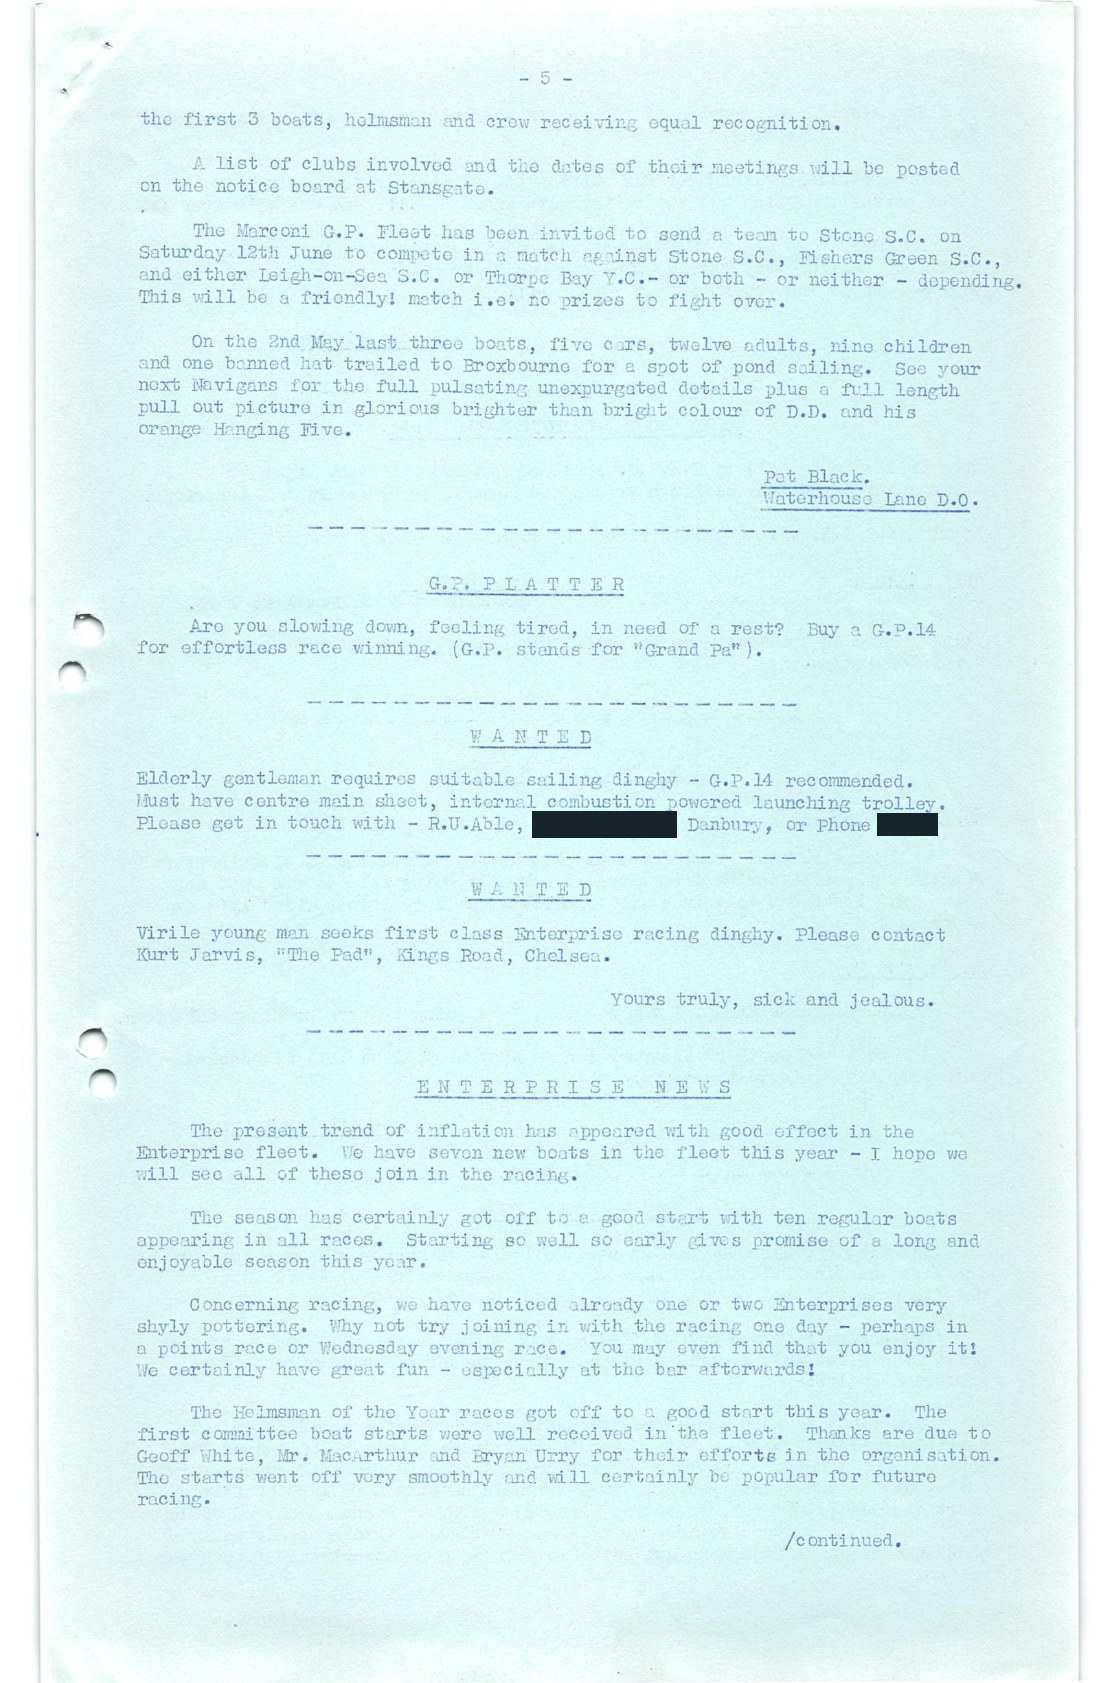 - 5 -
the first 3 boats, helmsman and crew receiving equal recognition.
A list of clubs involved and the dates of their meetings will be posted
on the notice board at Stansgate.
The Marconi G.P. Fleet has been invited to send a team to Stone S.C. on
Saturday 12th June to compete in a match against Stone S.C., Fishers Green S.C.,
and either Leigh-on-Sea S.C. or Thorpe Bay Y.C.- or both - or neither - depending.
This will be a friendly! match i.e. no prizes to fight over.
On the 2nd May last three boats, five cars, twelve adults, nine children
and one banned hat trailed to Broxbourne for a spot of pond sailing. See your
next Navigans for the full pulsating unexpurgated details plus a full length
pull out picture in glorious brighter than bright colour of D.D. and his
orange Hanging Five.
Pat Black.
Waterhouse Lane D.O.
G.P. PLATTER
Are you slowing down, feeling tired, in need of a rest? Buy a G.P.14
for effortless race winning. (G.P. stands for "Grand Pa").
WANTED
Elderly gentleman requires suitable sailing dinghy - G.P.14 recommended.
Must have centre main sheet, internal combustion powered launching trolley.
Please get in touch with - R.U.Able, Danbury, or Phone
WANTED
Virile young man seeks first class Enterprise racing dinghy. Please contact
Kurt Jarvis, "The Pad", Kings Road, Chelsea.
Yours truly, sick and jealous.
ENTERPRISE NEWS
The present trend of inflation has appeared with good effect in the
Enterprise fleet. We have seven new boats in the fleet this year - I hope we
will see all of these join in the racing.
The season has certainly got off to a good start with ten regular boats
appearing in all races. Starting so well so early gives promise of a long and
enjoyable season this year.
Concerning racing, we have noticed already one or two Enterprises very
shyly pottering. Why not try joining in with the racing one day - perhaps in
a points race or Wednesday evening race. You may even find that you enjoy it!
We certainly have great fun - especially at the bar afterwards!
The Helmsman of the Year races got off to a good start this year. The
first committee boat starts were well received in the fleet. Thanks are due to
Geoff White, Mr. MacArthur and Bryan Urry for their efforts in the organisation.
The starts went off very smoothly and will certainly be popular for future
racing.
/continued.